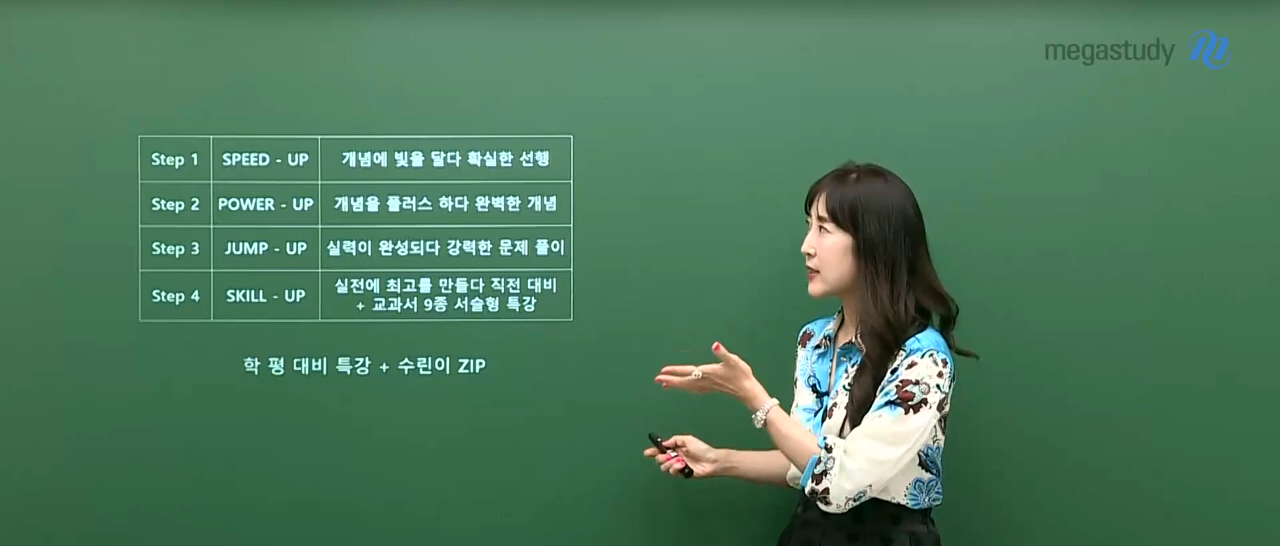 megastudy
Step 1 SPEED - UP 개념에 빛을 달다 확실한 선행
Step 2 POWER - UP 개념을 플러스 하다 완벽한 개념
Step 3 JUMP - UP 실력이 완성되다 강력한 문제 풀이
Step 4 SKILL - UP 실전에 최고를 만들다 직전 대비
+ 교과서 9종 서술형 특강
학 평 대비 특강 + 수린이 ZIP